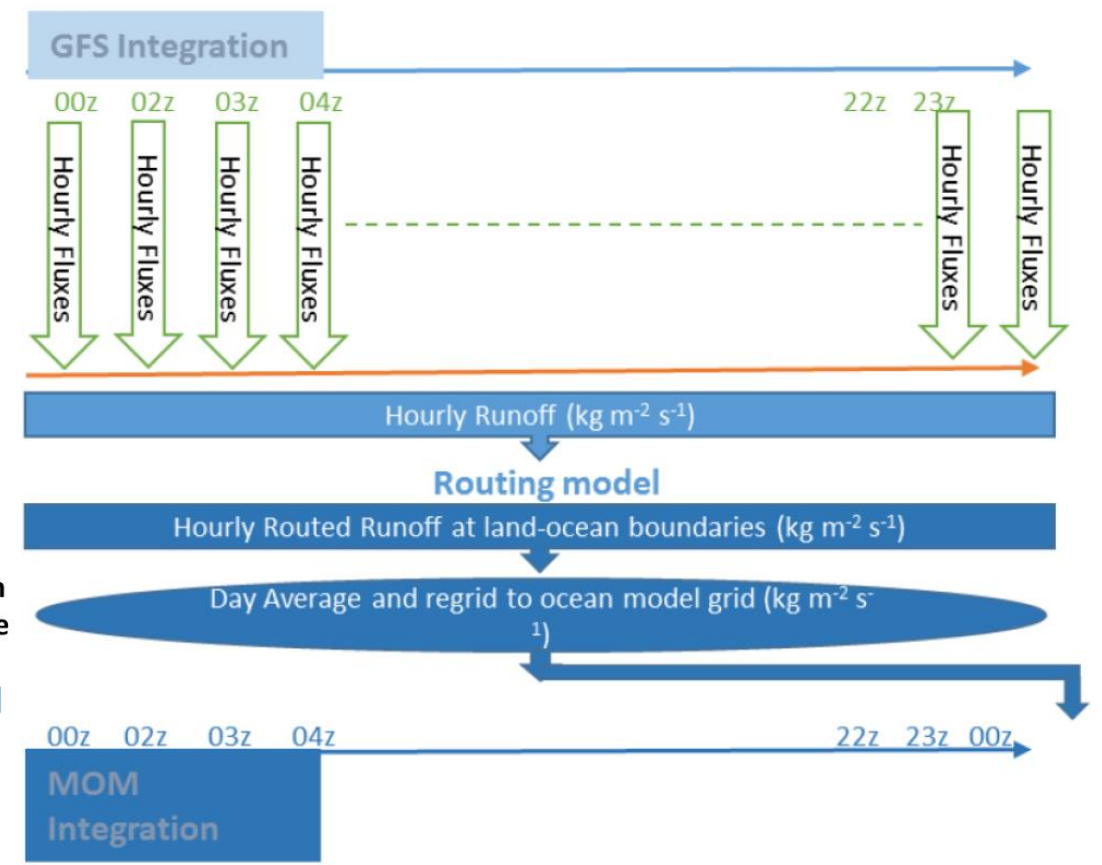 GFS Integration
00z 02z 03z 04z 22z 23z
Hourly Fluxes
Hourly Fluxes
Hourly Fluxes
Hourly Fluxes
Hourly Fluxes
Hourly Fluxes
Hourly Runoff (kg m-2 s-1)
Routing model
Hourly Routed Runoff at land-ocean boundaries (kg m-2 s-1)
Day Average and regrid to ocean model grid (kg m-2 s-
1)
00z 02z 03z 04z 22z 23z 00z
MOM
Integration